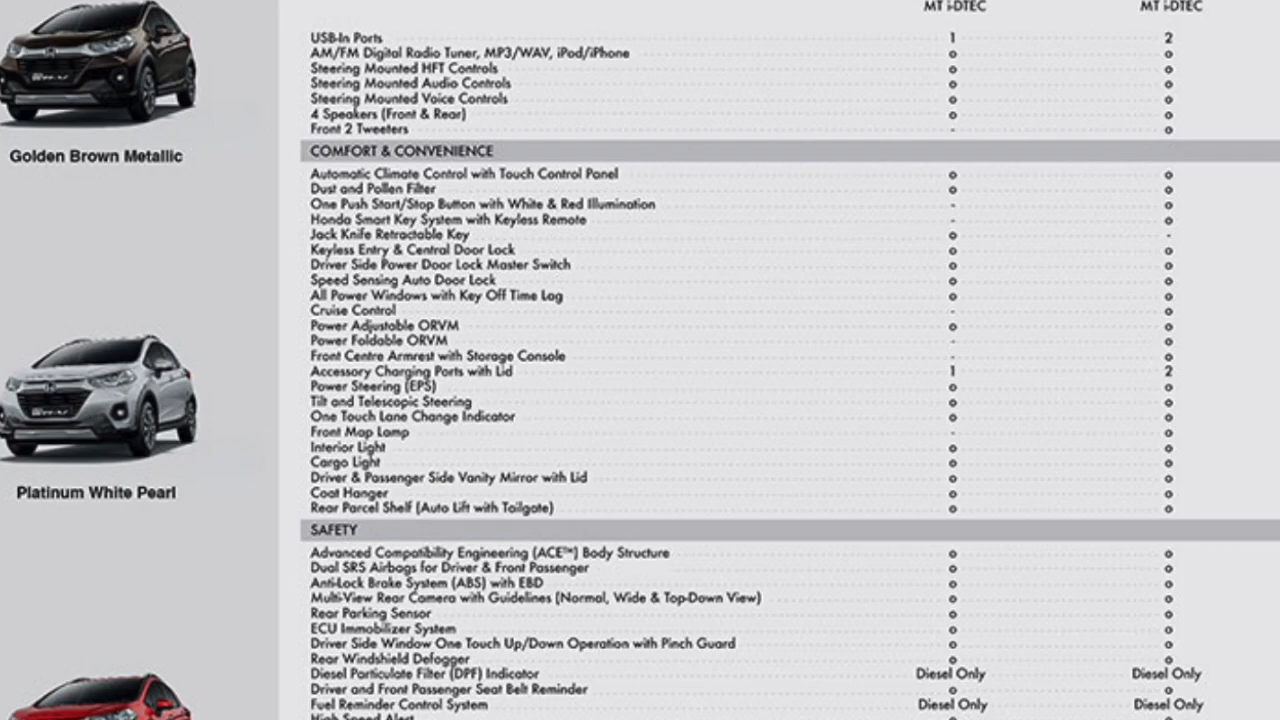 MT i-DTEC MT i-DTEC
USB-In Ports 1 2
AM/FM Digital Radio Tuner, MP3/WAV, iPod/iPhone o o
Steering Mounted HFT Controls o o
Steering Mounted Audio Controls o o
Steering Mounted Voice Controls o o
4 Speakers (Front & Rear) o o
Front 2 Tweeters - o
Golden Brown Metallic
COMFORT & CONVENIENCE
Automatic Climate Control with Touch Control Panel o o
Dust and Pollen Filter o o
One Push Start/Stop Button with White & Red Illumination - o
Honda Smart Key System with Keyless Remote - o
Jack Knife Retractable Key o -
Keyless Entry & Central Door Lock o o
Driver Side Power Door Lock Master Switch o o
Speed Sensing Auto Door Lock o o
All Power Windows with Key Off Time Lag o o
Cruise Control - o
Power Adjustable ORVM o o
Power Foldable ORVM - o
Front Centre Armrest with Storage Console - o
Accessory Charging Ports with Lid 1 2
Power Steering (EPS) o o
Tilt and Telescopic Steering o o
One Touch Lane Change Indicator o o
Front Map Lamp - o
Interior Light o o
Cargo Light o o
Driver & Passenger Side Vanity Mirror with Lid o o
Coat Hanger o o
Rear Parcel Shelf (Auto Lift with Tailgate) o o
Platinum White Pearl
SAFETY
Advanced Compatibility Engineering (ACE™) Body Structure o o
Dual SRS Airbags for Driver & Front Passenger o o
Anti-Lock Brake System (ABS) with EBD o o
Multi-View Rear Camera with Guidelines (Normal, Wide & Top-Down View) o o
Rear Parking Sensor o o
ECU Immobilizer System o o
Driver Side Window One Touch Up/Down Operation with Pinch Guard o o
Rear Windshield Defogger o o
Diesel Particulate Filter (DPF) Indicator Diesel Only Diesel Only
Driver and Front Passenger Seat Belt Reminder o o
Fuel Reminder Control System Diesel Only Diesel Only
High Speed Alert o o